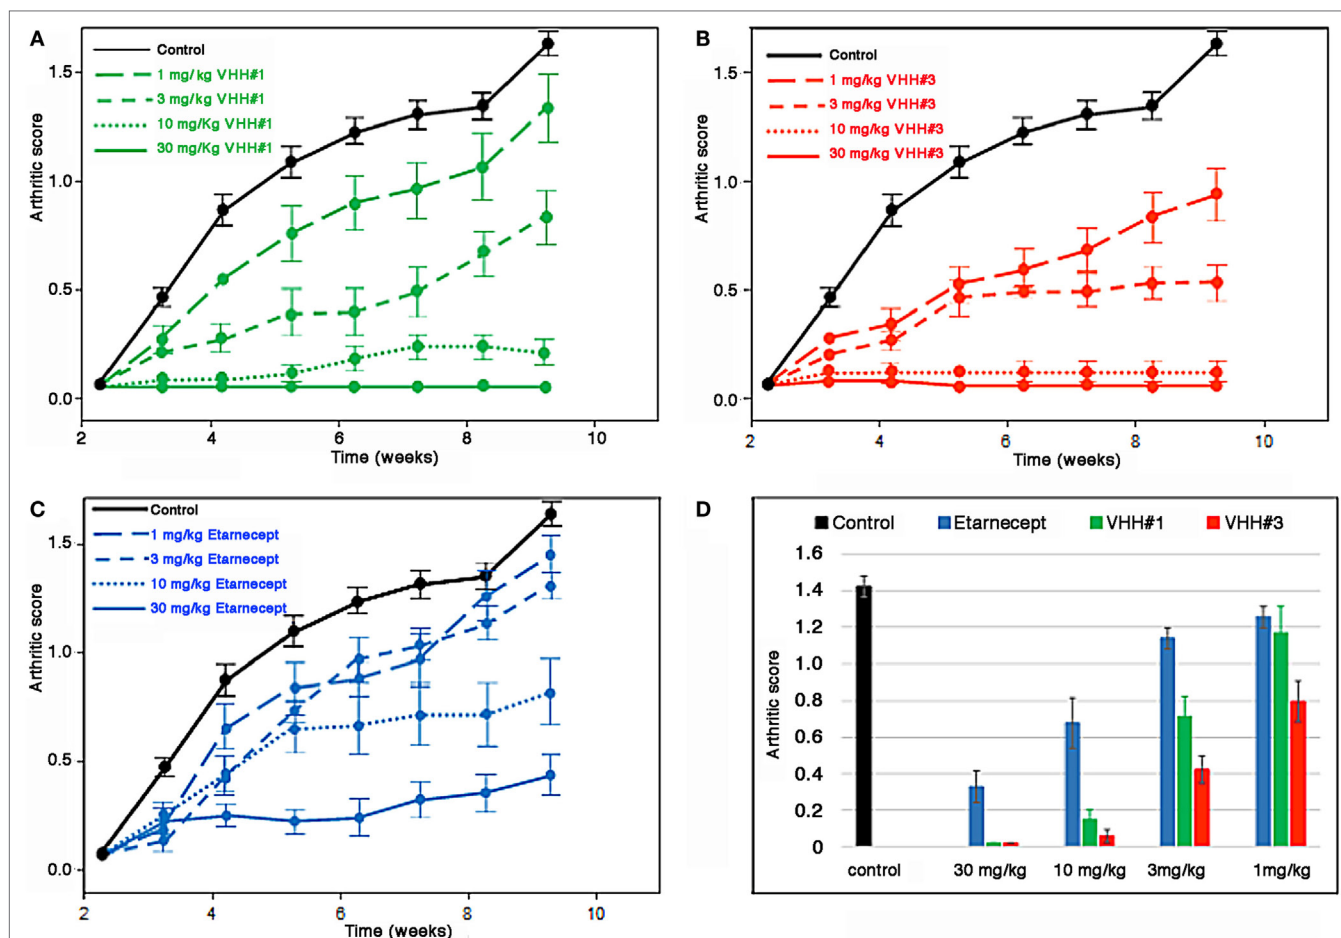 A
Control
1 mg/kg VHH#1
3 mg/kg VHH#1
10 mg/Kg VHH#1
30 mg/Kg VHH#1
Arthritic score
1.5
1.0
0.5
0.0
2
4
6
8
10
Time (weeks)
B
Control
1 mg/kg VHH#3
3 mg/kg VHH#3
10 mg/kg VHH#3
30 mg/kg VHH#3
Arthritic score
1.5
1.0
0.5
0.0
2
4
6
8
10
Time (weeks)
C
Control
1 mg/kg Etarnecept
3 mg/kg Etarnecept
10 mg/kg Etarnecept
30 mg/kg Etarnecept
Arthritic score
1.5
1.0
0.5
0.0
2
4
6
8
10
Time (weeks)
D
Control Etarnecept VHH#1 VHH#3
Arthritic score
1.6
1.4
1.2
1.0
0.8
0.6
0.4
0.2
0
control 30 mg/kg 10 mg/kg 3mg/kg 1mg/kg